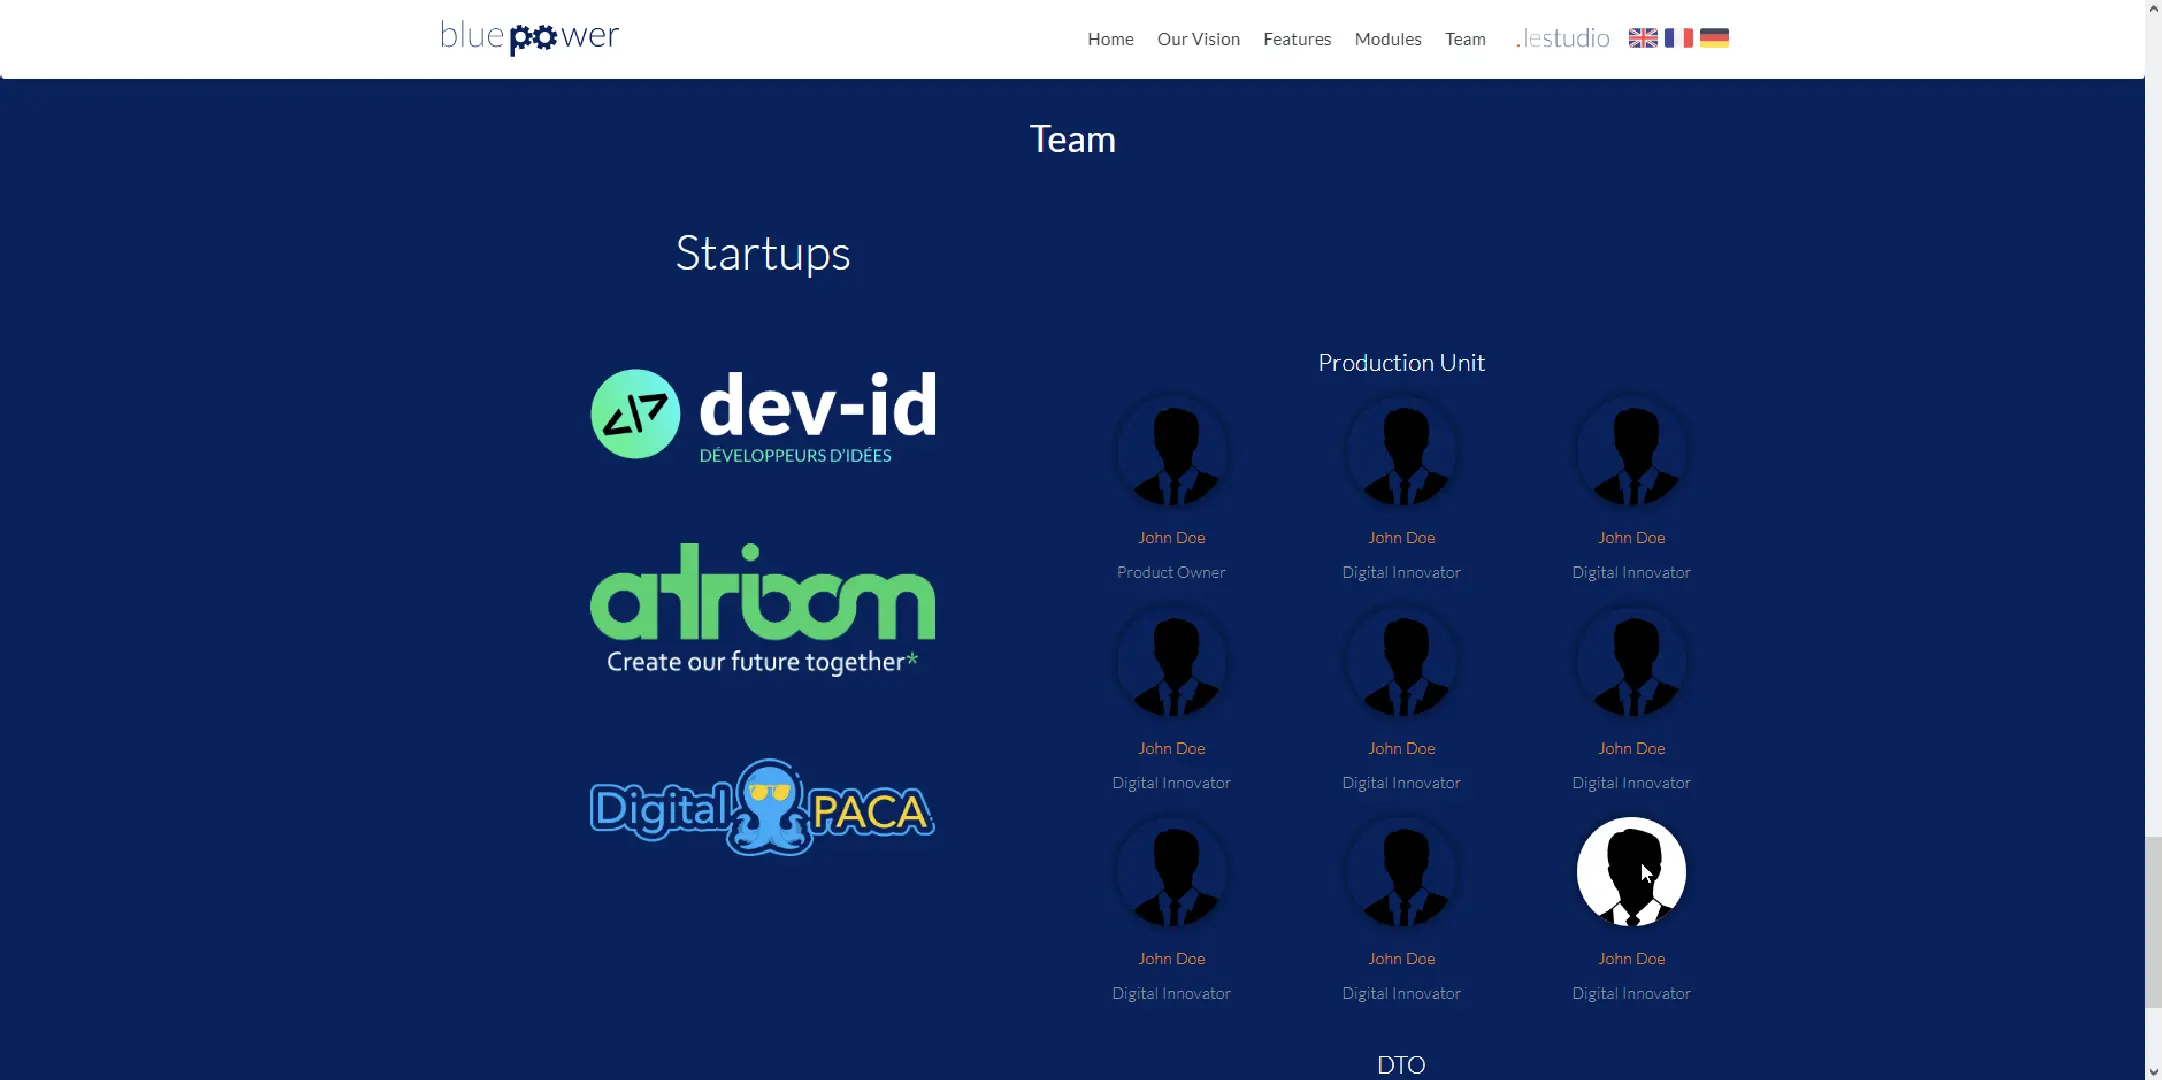 bluepower
Home Our Vision Features Modules Team .lestudio
Team
Startups
dev-id
DÉVELOPPEURS D'IDÉES
atriom
Create our future together*
Digital PACA
Production Unit
John Doe John Doe John Doe
Product Owner Digital Innovator Digital Innovator
John Doe John Doe John Doe
Digital Innovator Digital Innovator Digital Innovator
John Doe John Doe John Doe
Digital Innovator Digital Innovator Digital Innovator
DTO